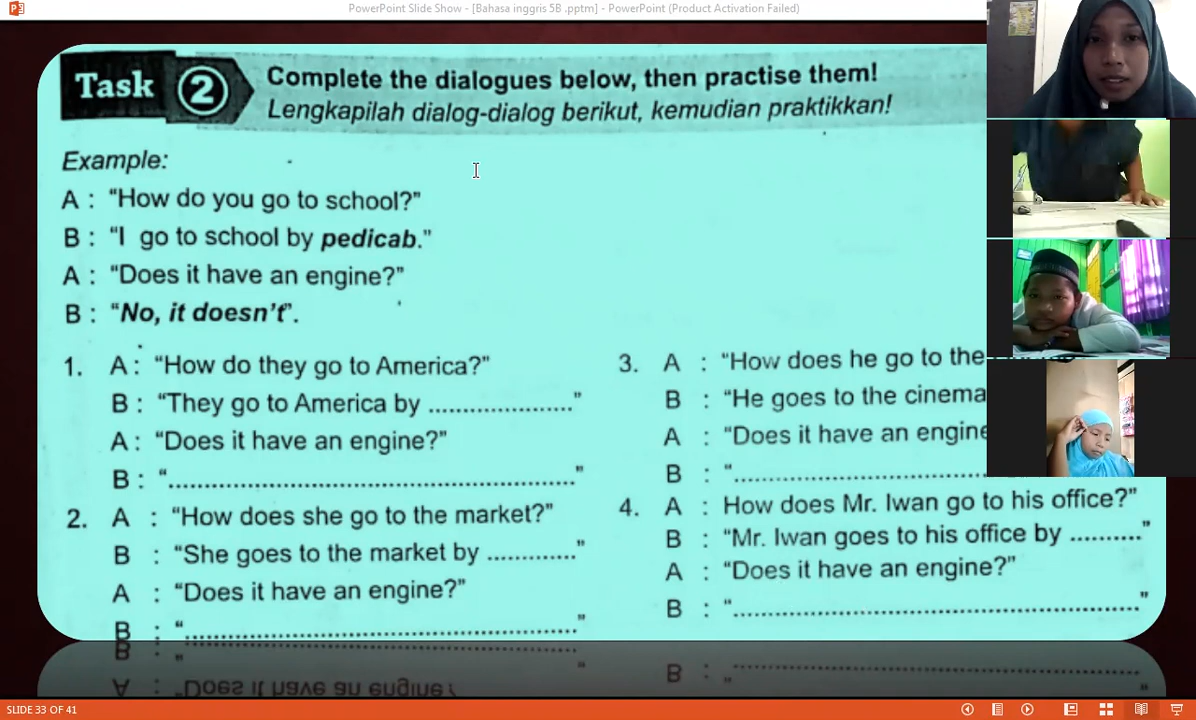 PowerPoint Slide Show - [Bahasa inggris 5B .pptm] - PowerPoint (Product Activation Failed)
Task 2
Complete the dialogues below, then practise them!
Lengkapilah dialog-dialog berikut, kemudian praktikkan!
Example:
A : “How do you go to school?”
B : “I go to school by pedicab.”
A : “Does it have an engine?”
B : “No, it doesn’t”.
1. A : “How do they go to America?”
B : “They go to America by ....................”
A : “Does it have an engine?”
B : “.........................................................”
2. A : “How does she go to the market?”
B : “She goes to the market by ............”
A : “Does it have an engine?”
B : “.......................................................”
3. A : “How does he go to the
B : “He goes to the cinema
A : “Does it have an engine
B : “...................................
4. A : How does Mr. Iwan go to his office?”
B : “Mr. Iwan goes to his office by ..........”
A : “Does it have an engine?”
B : “.........................................................”
SLIDE 33 OF 41